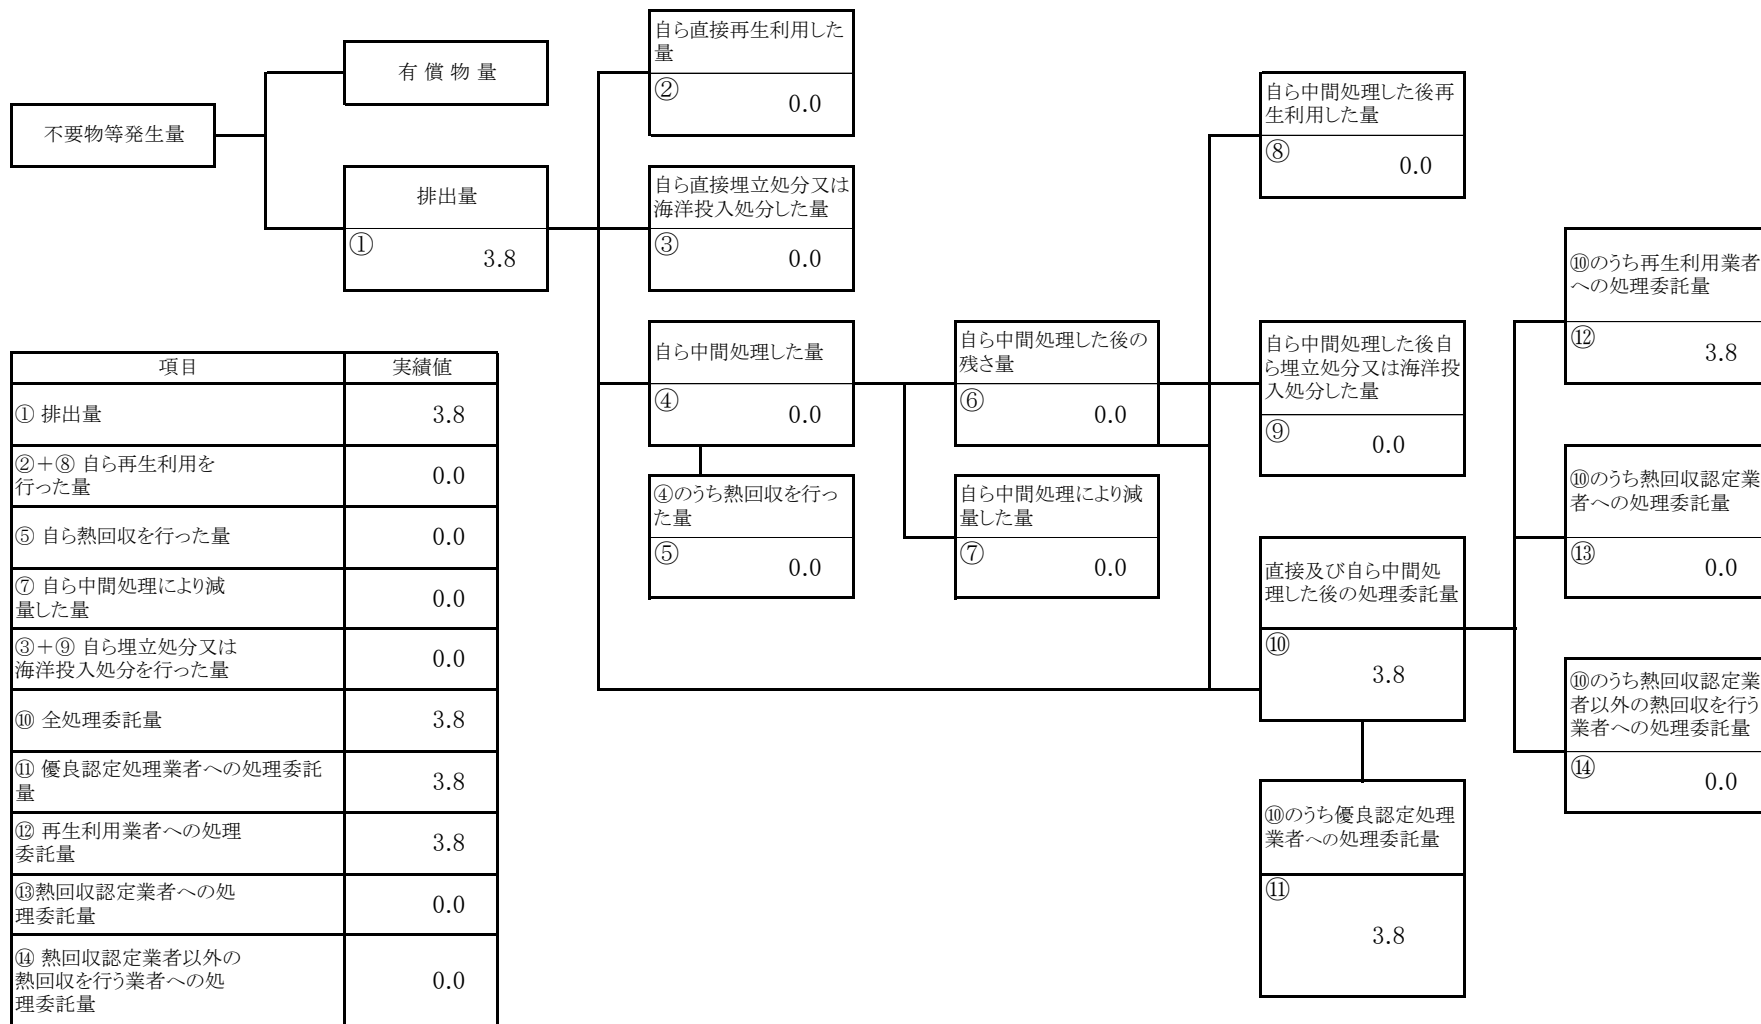 不要物等発生量
有 償 物 量
排出量
①
3.8
自ら直接再生利用した
量
②
0.0
自ら直接埋立処分又は
海洋投入処分した量
③
0.0
自ら中間処理した量
④
0.0
④のうち熱回収を行っ
た量
⑤
0.0
自ら中間処理した後の
残さ量
⑥
0.0
自ら中間処理により減
量した量
⑦
0.0
自ら中間処理した後再
生利用した量
⑧
0.0
自ら中間処理した後自
ら埋立処分又は海洋投
入処分した量
⑨
0.0
直接及び自ら中間処
理した後の処理委託量
⑩
3.8
⑩のうち優良認定処理
業者への処理委託量
⑪
3.8
⑩のうち再生利用業者
への処理委託量
⑫
3.8
⑩のうち熱回収認定業
者への処理委託量
⑬
0.0
⑩のうち熱回収認定業
者以外の熱回収を行う
業者への処理委託量
⑭
0.0
項目 実績値
① 排出量 3.8
②＋⑧ 自ら再生利用を
行った量 0.0
⑤ 自ら熱回収を行った量 0.0
⑦ 自ら中間処理により減
量した量 0.0
③＋⑨ 自ら埋立処分又は
海洋投入処分を行った量 0.0
⑩ 全処理委託量 3.8
⑪ 優良認定処理業者への処理委託
量 3.8
⑫ 再生利用業者への処理
委託量 3.8
⑬熱回収認定業者への処
理委託量 0.0
⑭ 熱回収認定業者以外の
熱回収を行う業者への処
理委託量 0.0